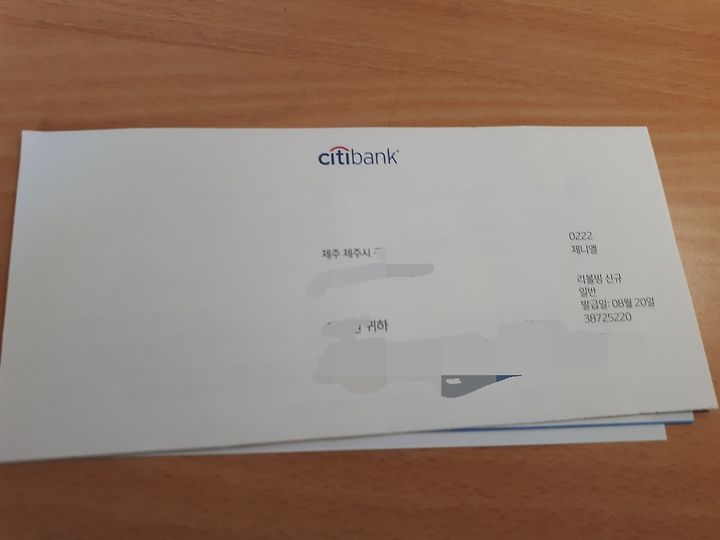 citibank
제주 제주시
귀하
0222
제니엘
리볼빙 신규
일반
발급일: 08월 20일
38725220